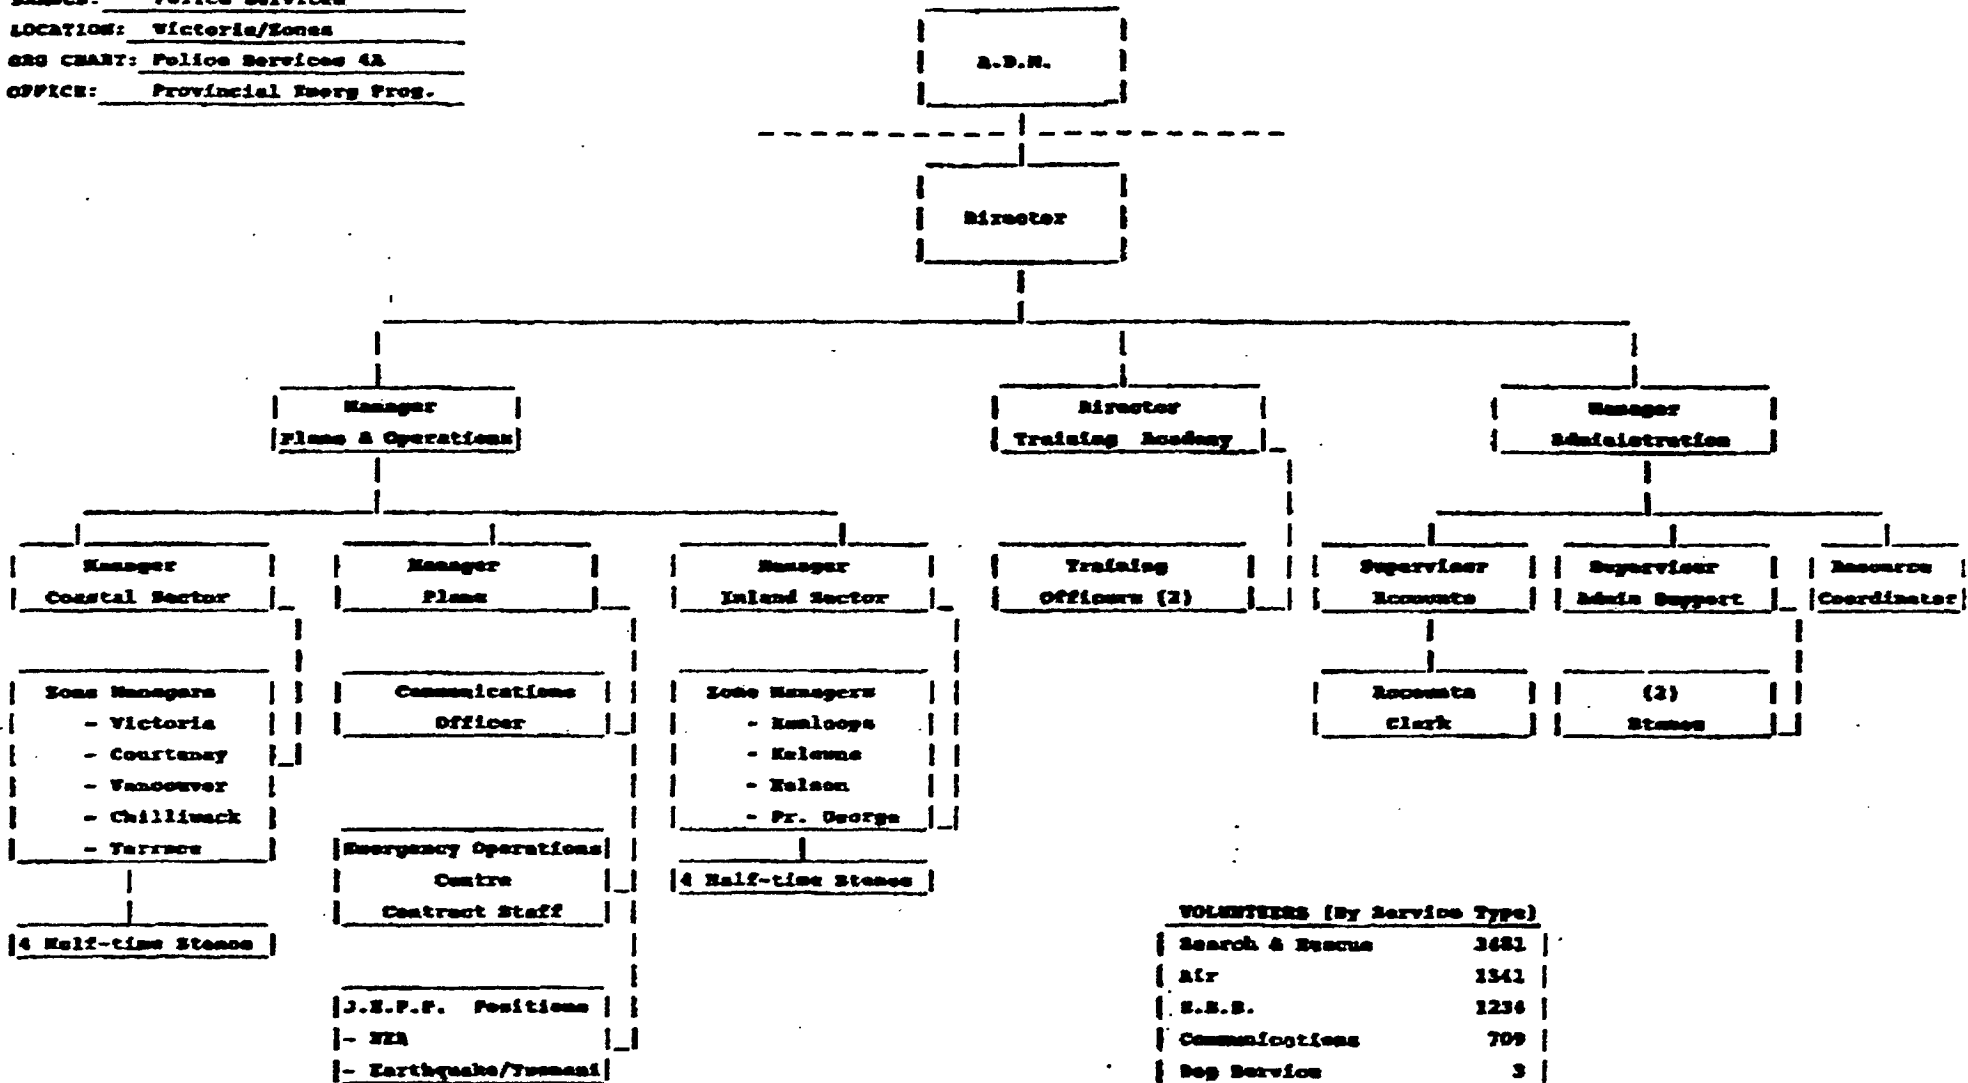 Police Services
LOCATION: Victoria/Zones
ORG CHART: Police Services 4A
OFFICE: Provincial Emerg Prog.
A.D.M.
Director
Manager
Plans & Operations
Director
Training Academy
Manager
Administration
Manager
Coastal Sector
Manager
Plans
Manager
Inland Sector
Training
Officers (2)
Supervisor
Accounts
Supervisor
Admin Support
Resource
Coordinator
Zone Managers
- Victoria
- Courtenay
- Vancouver
- Chilliwack
- Terrace
Communications
Officer
Zone Managers
- Kamloops
- Kelowna
- Nelson
- Pr. George
Accounts
Clark
(2)
Stenos
Emergency Operations
Centre
Contract Staff
4 Half-time Stenos
4 Half-time Stenos
J.E.P.P. Positions
- Earthquake/Tsunami
VOLUNTEERS (By Service Type)
Search & Rescue
Air 1341
1234
Communications 709
Dog Service 3